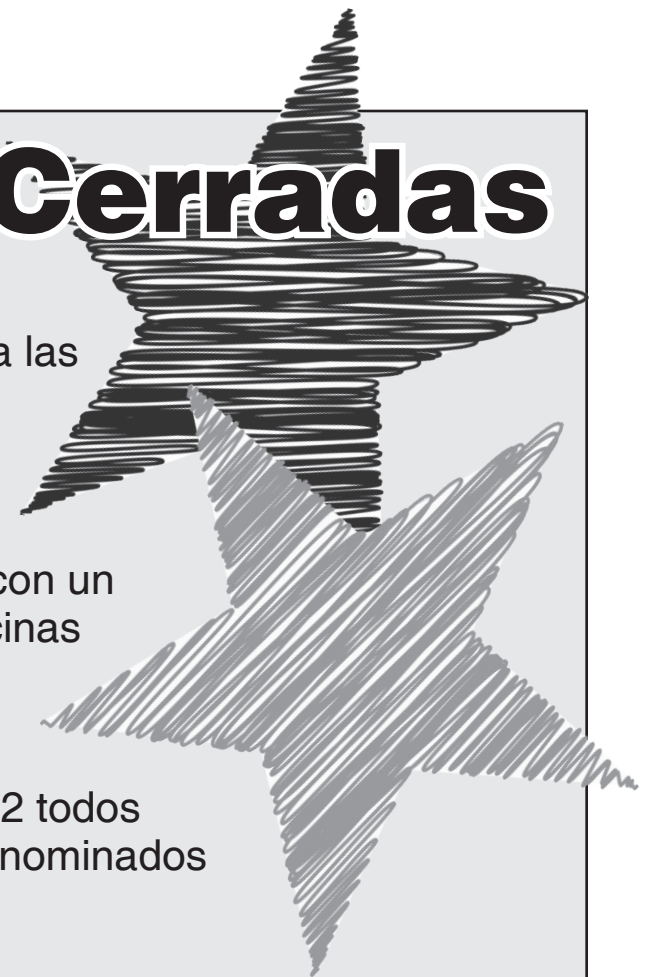 Cerradas
a las
con un
cinas
2 todos
nominados